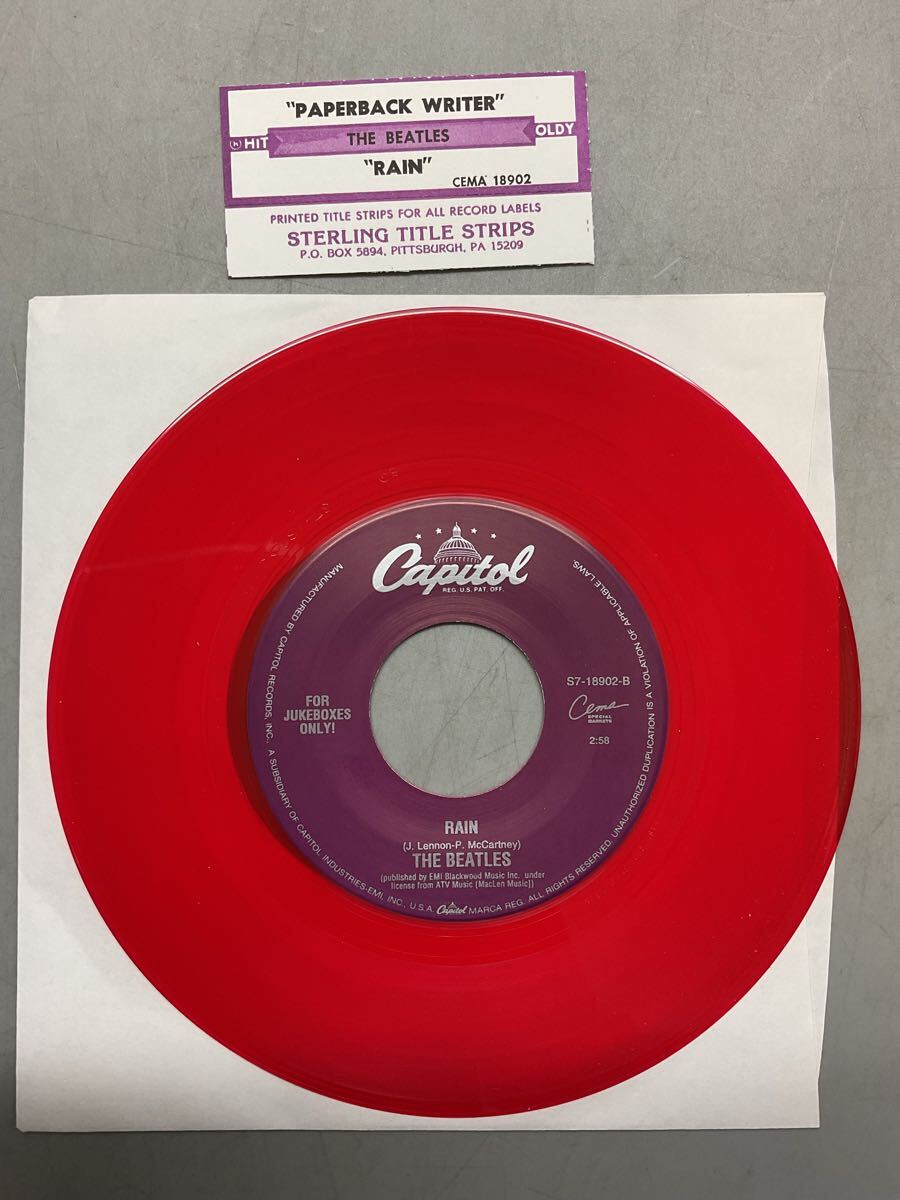 "PAPERBACK WRITER"
HIT
THE BEATLES
OLDY
"RAIN"
CEMA 18902
PRINTED TITLE STRIPS FOR ALL RECORD LABELS
STERLING TITLE STRIPS
P.O. BOX 5894, PITTSBURGH, PA 15209
Capitol
REG. U.S. PAT. OFF.
FOR
JUKEBOXES
ONLY!
S7-18902-B
Cema
SPECIAL
MARKETS
2:58
RAIN
(J. Lennon-P. McCartney)
THE BEATLES
(published by EMI Blackwood Music Inc. under
license from ATV Music (MacLen Music))
MANUFACTURED BY CAPITOL RECORDS, INC., A SUBSIDIARY OF CAPITOL INDUSTRIES-EMI, INC., U.S.A. Capitol MARCA REG. ALL RIGHTS RESERVED. UNAUTHORIZED DUPLICATION IS A VIOLATION OF APPLICABLE LAWS